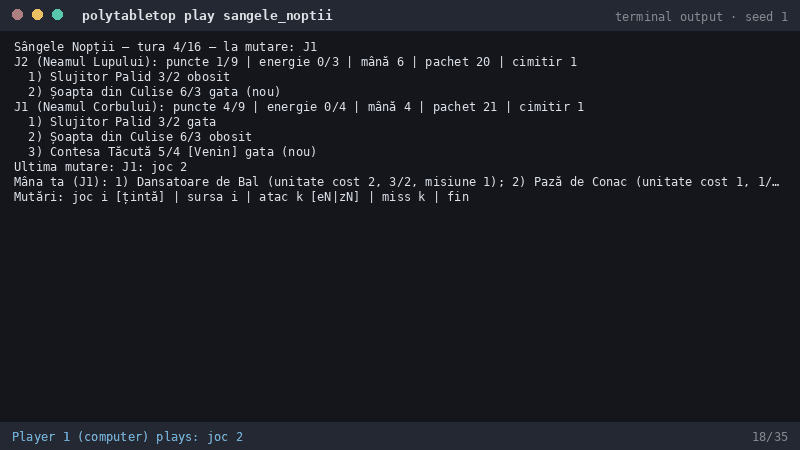 polytabletop play sangele_noptii
terminal output · seed 1
Sângele Nopții — tura 4/16 — la mutare: J1
J2 (Neamul Lupului): puncte 1/9 | energie 0/3 | mână 6 | pachet 20 | cimitir 1
1) Slujitor Palid 3/2 obosit
2) Șoapta din Culise 6/3 gata (nou)
J1 (Neamul Corbului): puncte 4/9 | energie 0/4 | mână 4 | pachet 21 | cimitir 1
1) Slujitor Palid 3/2 gata
2) Șoapta din Culise 6/3 obosit
3) Contesa Tăcută 5/4 [Venin] gata (nou)
Ultima mutare: J1: joc 2
Mâna ta (J1): 1) Dansatoare de Bal (unitate cost 2, 3/2, misiune 1); 2) Pază de Conac (unitate cost 1, 1/…
Mutări: joc i [țintă] | sursa i | atac k [eN|zN] | miss k | fin
Player 1 (computer) plays: joc 2
18/35